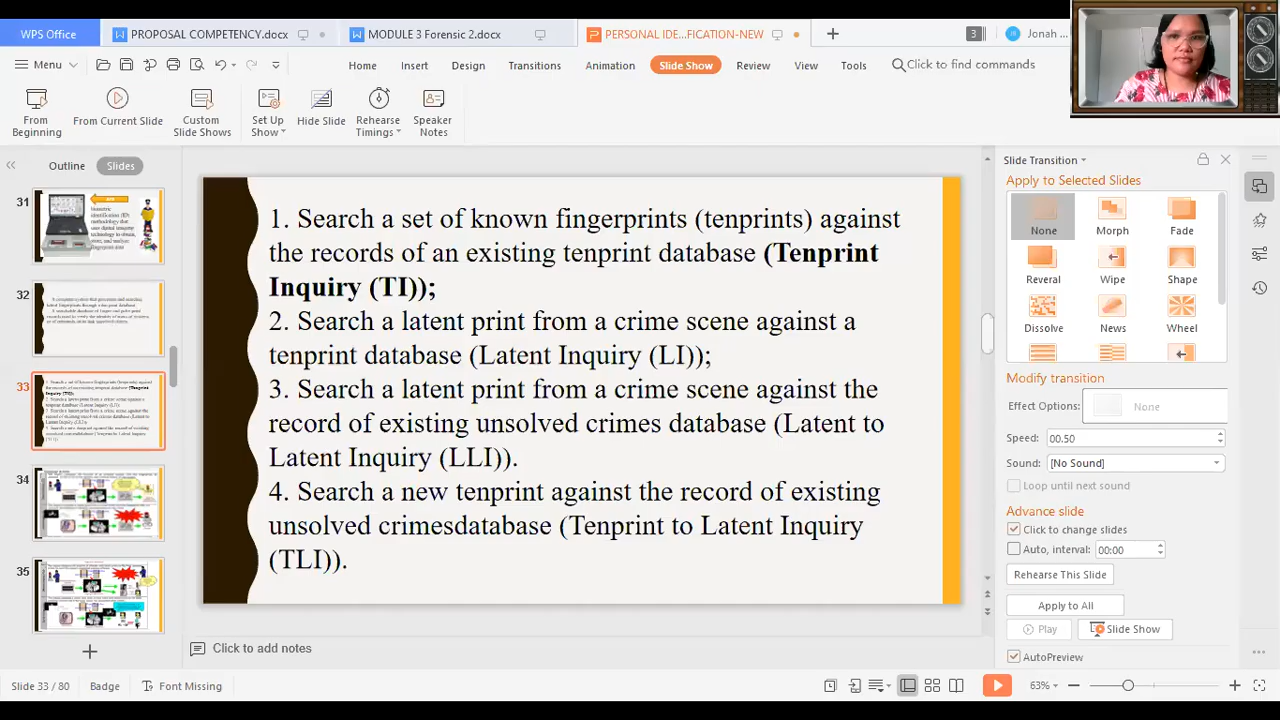 WPS Office
PROPOSAL COMPETENCY.docx
MODULE 3 Forensic 2.docx
PERSONAL IDE...FICATION-NEW
3
Jonah
Menu
Home
Insert
Design
Transitions
Animation
Slide Show
Review
View
Tools
Click to find commands
From Beginning
From Current Slide
Custom Slide Shows
Set Up Show
Hide Slide
Rehearse Timings
Speaker Notes
Outline
Slides
31
32
33
34
35
1. Search a set of known fingerprints (tenprints) against
the records of an existing tenprint database (Tenprint
Inquiry (TI));
2. Search a latent print from a crime scene against a
tenprint database (Latent Inquiry (LI));
3. Search a latent print from a crime scene against the
record of existing unsolved crimes database (Latent to
Latent Inquiry (LLI)).
4. Search a new tenprint against the record of existing
unsolved crimesdatabase (Tenprint to Latent Inquiry
(TLI)).
Click to add notes
Slide Transition
Apply to Selected Slides
None
Morph
Fade
Reveral
Wipe
Shape
Dissolve
News
Wheel
Modify transition
Effect Options:
None
Speed:
00.50
Sound:
[No Sound]
Loop until next sound
Advance slide
Click to change slides
Auto, interval:
00:00
Rehearse This Slide
Apply to All
Play
Slide Show
AutoPreview
Slide 33 / 80
Badge
Font Missing
63%